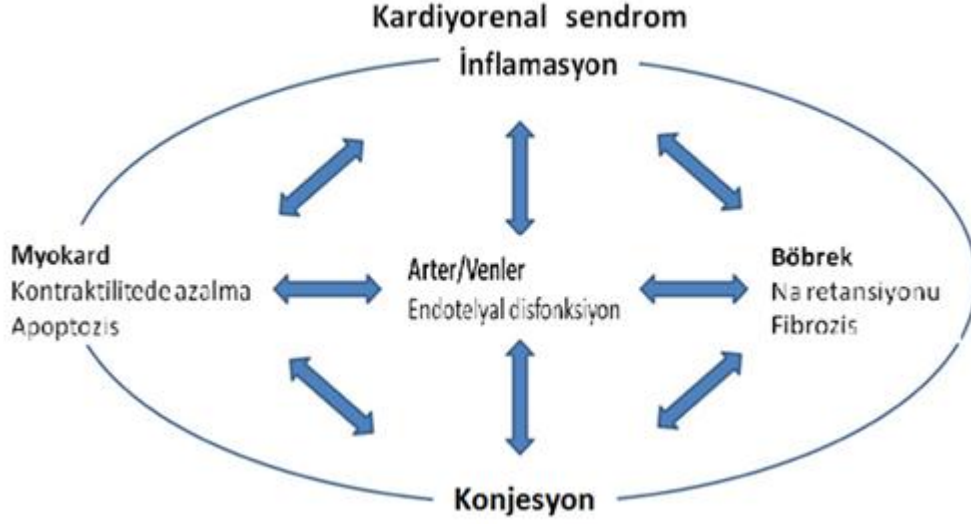 Kardiyorenal sendrom
İnflamasyon
Myokard
Kontraktilitede azalma
Apoptozis
Arter/Venler
Endotelyal disfonksiyon
Böbrek
Na retansiyonu
Fibrozis
Konjesyon